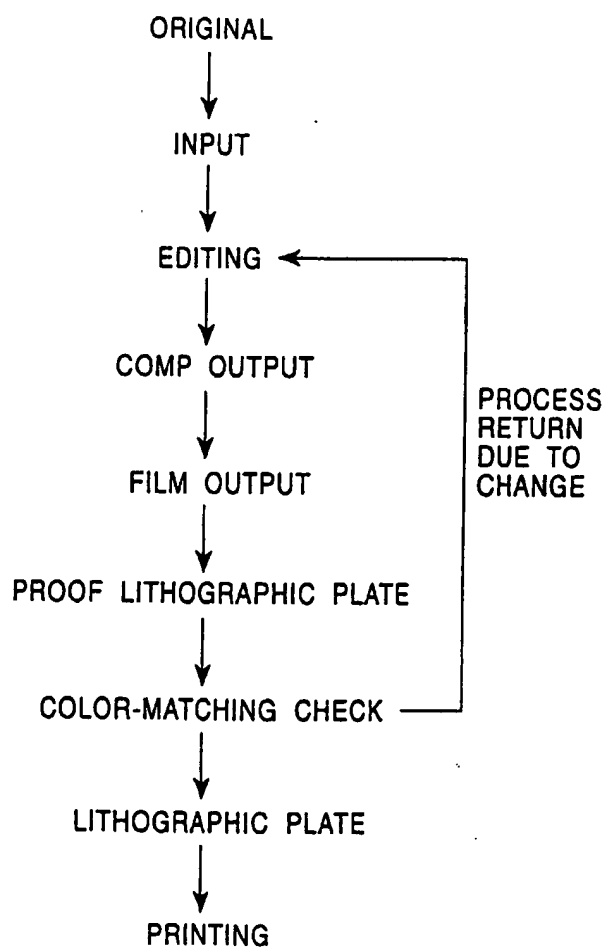 ORIGINAL
INPUT
EDITING
COMP OUTPUT
PROCESS
RETURN
DUE TO
CHANGE
FILM OUTPUT
PROOF LITHOGRAPHIC PLATE
COLOR-MATCHING CHECK
LITHOGRAPHIC PLATE
PRINTING